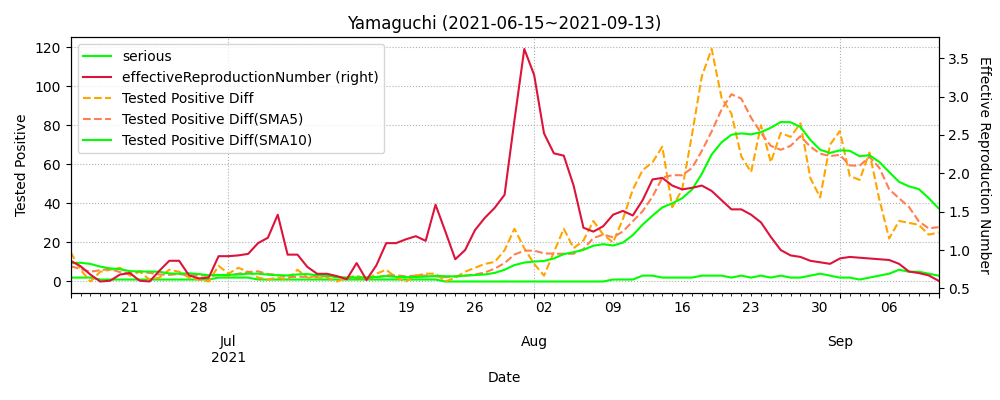 Yamaguchi (2021-06-15~2021-09-13)
serious
effectiveReproductionNumber (right)
Tested Positive Diff
Tested Positive Diff(SMA5)
Tested Positive Diff(SMA10)
Tested Positive
120
100
80
60
40
20
0
3.5
3.0
2.5
2.0
1.5
1.0
0.5
Effective Reproduction Number
21 28 05 12 19 26 02 09 16 23 30 06
Jul Aug Sep
2021
Date